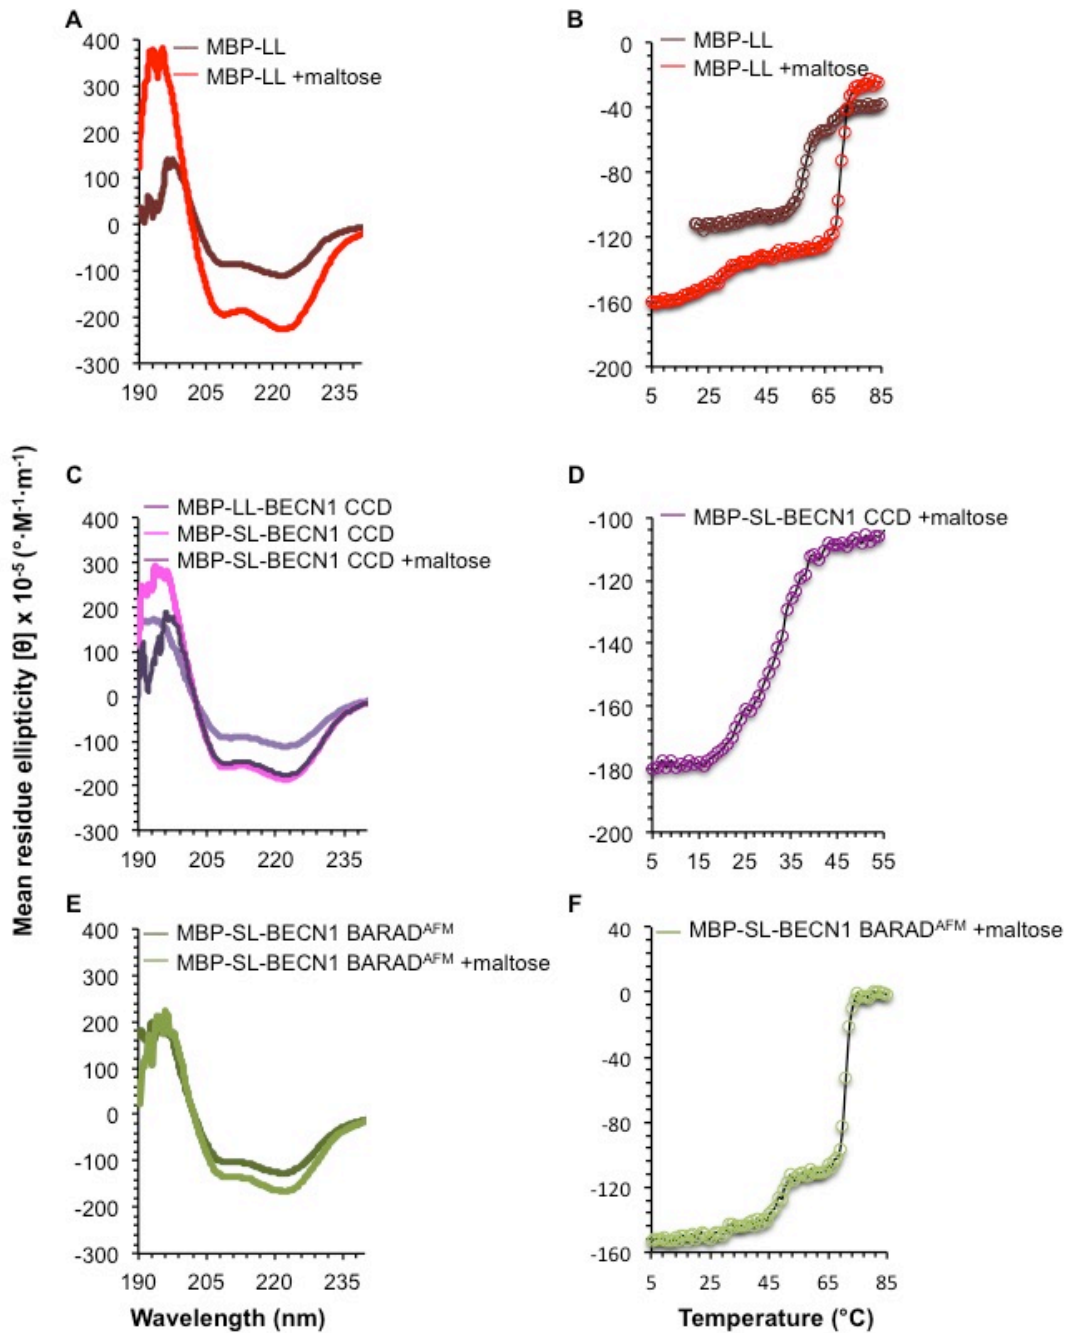 Mean residue ellipticity [θ] x 10⁻⁵ (°·M⁻¹·m⁻¹)
A
MBP-LL
MBP-LL +maltose
400
300
200
100
0
-100
-200
-300
190 205 220 235
B
MBP-LL
MBP-LL +maltose
0
-40
-80
-120
-160
-200
5 25 45 65 85
C
MBP-LL-BECN1 CCD
MBP-SL-BECN1 CCD
MBP-SL-BECN1 CCD +maltose
400
300
200
100
0
-100
-200
-300
190 205 220 235
D
MBP-SL-BECN1 CCD +maltose
-100
-120
-140
-160
-180
-200
5 15 25 35 45 55
E
MBP-SL-BECN1 BARADᴬᶠᴹ
MBP-SL-BECN1 BARADᴬᶠᴹ +maltose
400
300
200
100
0
-100
-200
-300
190 205 220 235
Wavelength (nm)
F
MBP-SL-BECN1 BARADᴬᶠᴹ +maltose
40
0
-40
-80
-120
-160
5 25 45 65 85
Temperature (°C)